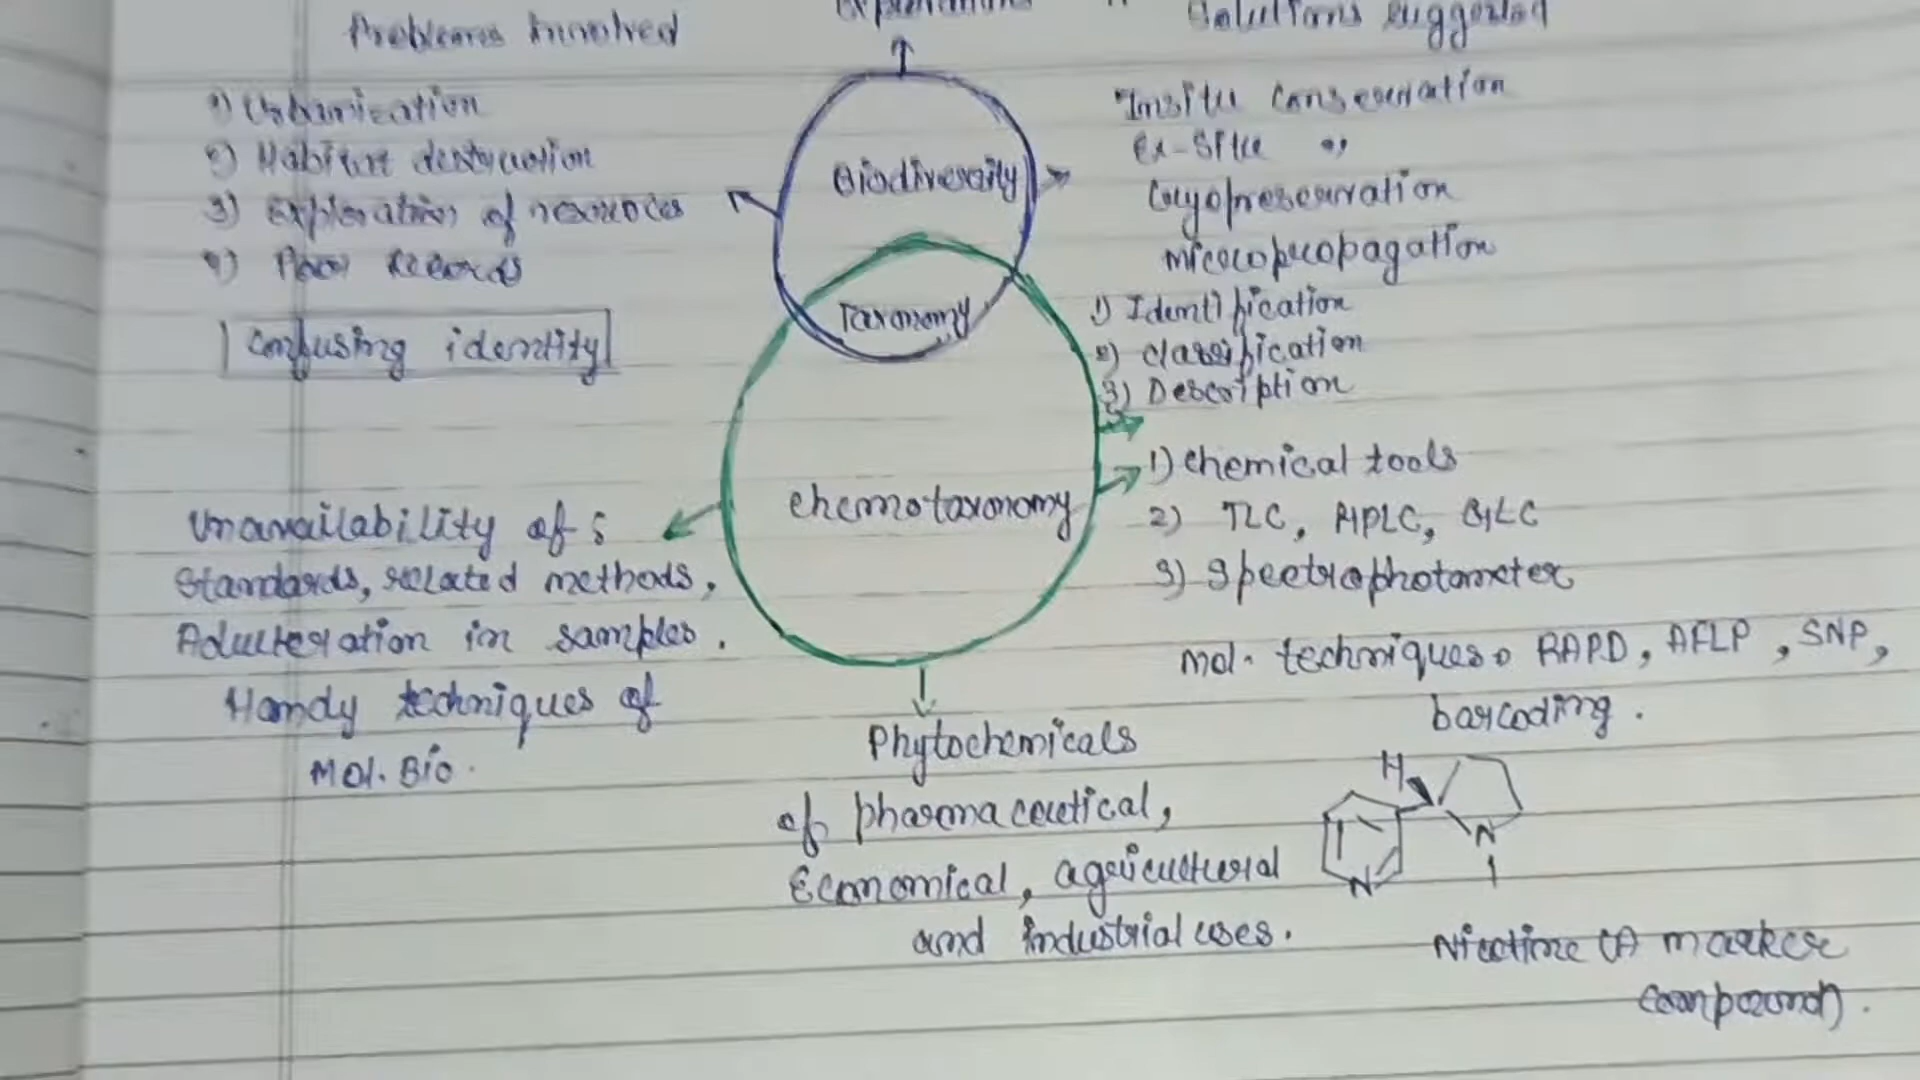 Problems Involved
Solutions suggested
1) Urbanization
2) Habitat destruction
3) Exploration of resources
4) Poor Records
Confusing identity
Biodiversity
Taxonomy
Insitu conservation
Ex-Situ "
Cryopreservation
micropropagation
1) Identification
2) classification
3) Description
chemotaxonomy
1) chemical tools
2) TLC, HPLC, GLC
3) Spectrophotometer
Mol. techniques: RAPD, AFLP, SNP,
barcoding.
Unavailability of :
Standards, related methods,
Adulteration in samples.
Handy techniques of
Mol. Bio.
Phytochemicals
of pharmaceutical,
Economical, agricultural
and industrial uses.
H
N
N
Nicotine (A marker
compound).